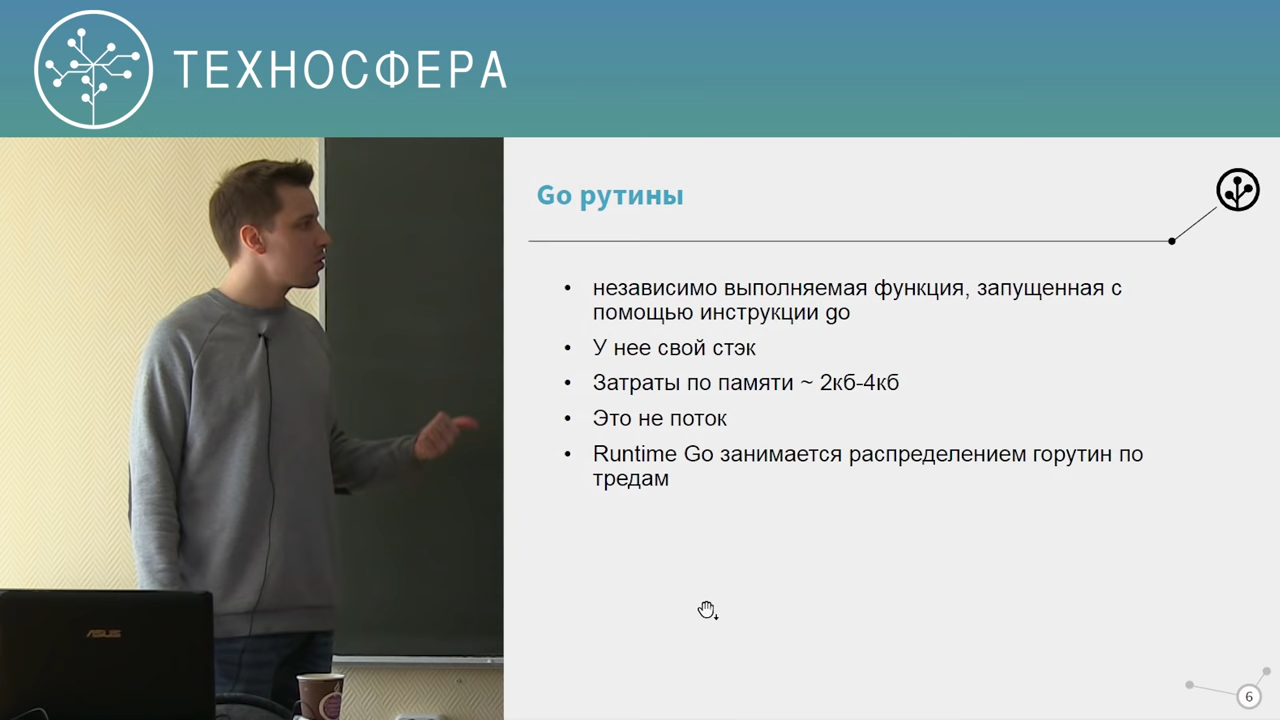 ТЕХНОСФЕРА
Go рутины
• независимо выполняемая функция, запущенная с
помощью инструкции go
• У нее свой стэк
• Затраты по памяти ~ 2кб-4кб
• Это не поток
• Runtime Go занимается распределением горутин по
тредам
ASUS
6